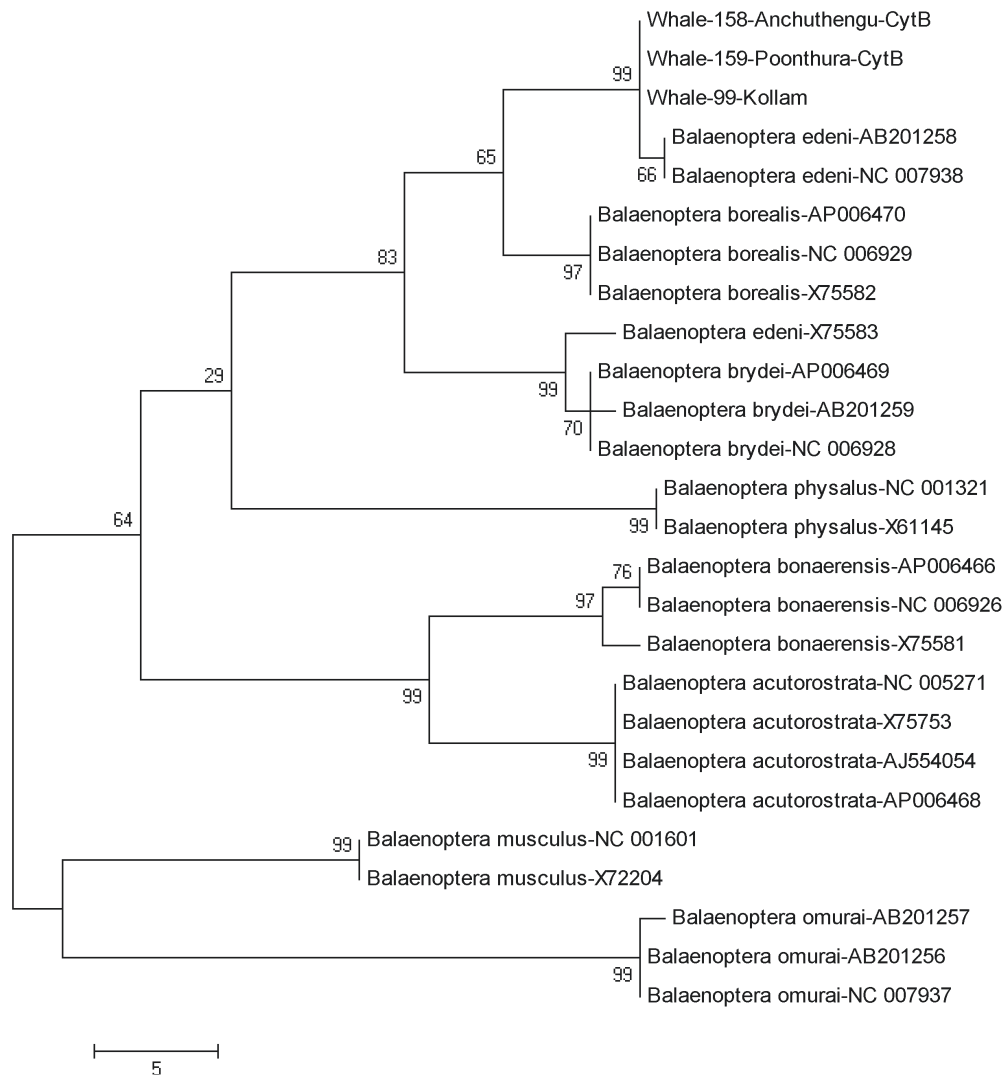 Whale-158-Anchuthengu-CytB
Whale-159-Poonthura-CytB
99
Whale-99-Kollam
Balaenoptera edeni-AB201258
65
66
Balaenoptera edeni-NC 007938
Balaenoptera borealis-AP006470
83
Balaenoptera borealis-NC 006929
97
Balaenoptera borealis-X75582
Balaenoptera edeni-X75583
29
Balaenoptera brydei-AP006469
99
Balaenoptera brydei-AB201259
70
Balaenoptera brydei-NC 006928
Balaenoptera physalus-NC 001321
64
99
Balaenoptera physalus-X61145
76
Balaenoptera bonaerensis-AP006466
97
Balaenoptera bonaerensis-NC 006926
Balaenoptera bonaerensis-X75581
99
Balaenoptera acutorostrata-NC 005271
Balaenoptera acutorostrata-X75753
99
Balaenoptera acutorostrata-AJ554054
Balaenoptera acutorostrata-AP006468
99
Balaenoptera musculus-NC 001601
Balaenoptera musculus-X72204
Balaenoptera omurai-AB201257
Balaenoptera omurai-AB201256
99
Balaenoptera omurai-NC 007937
5